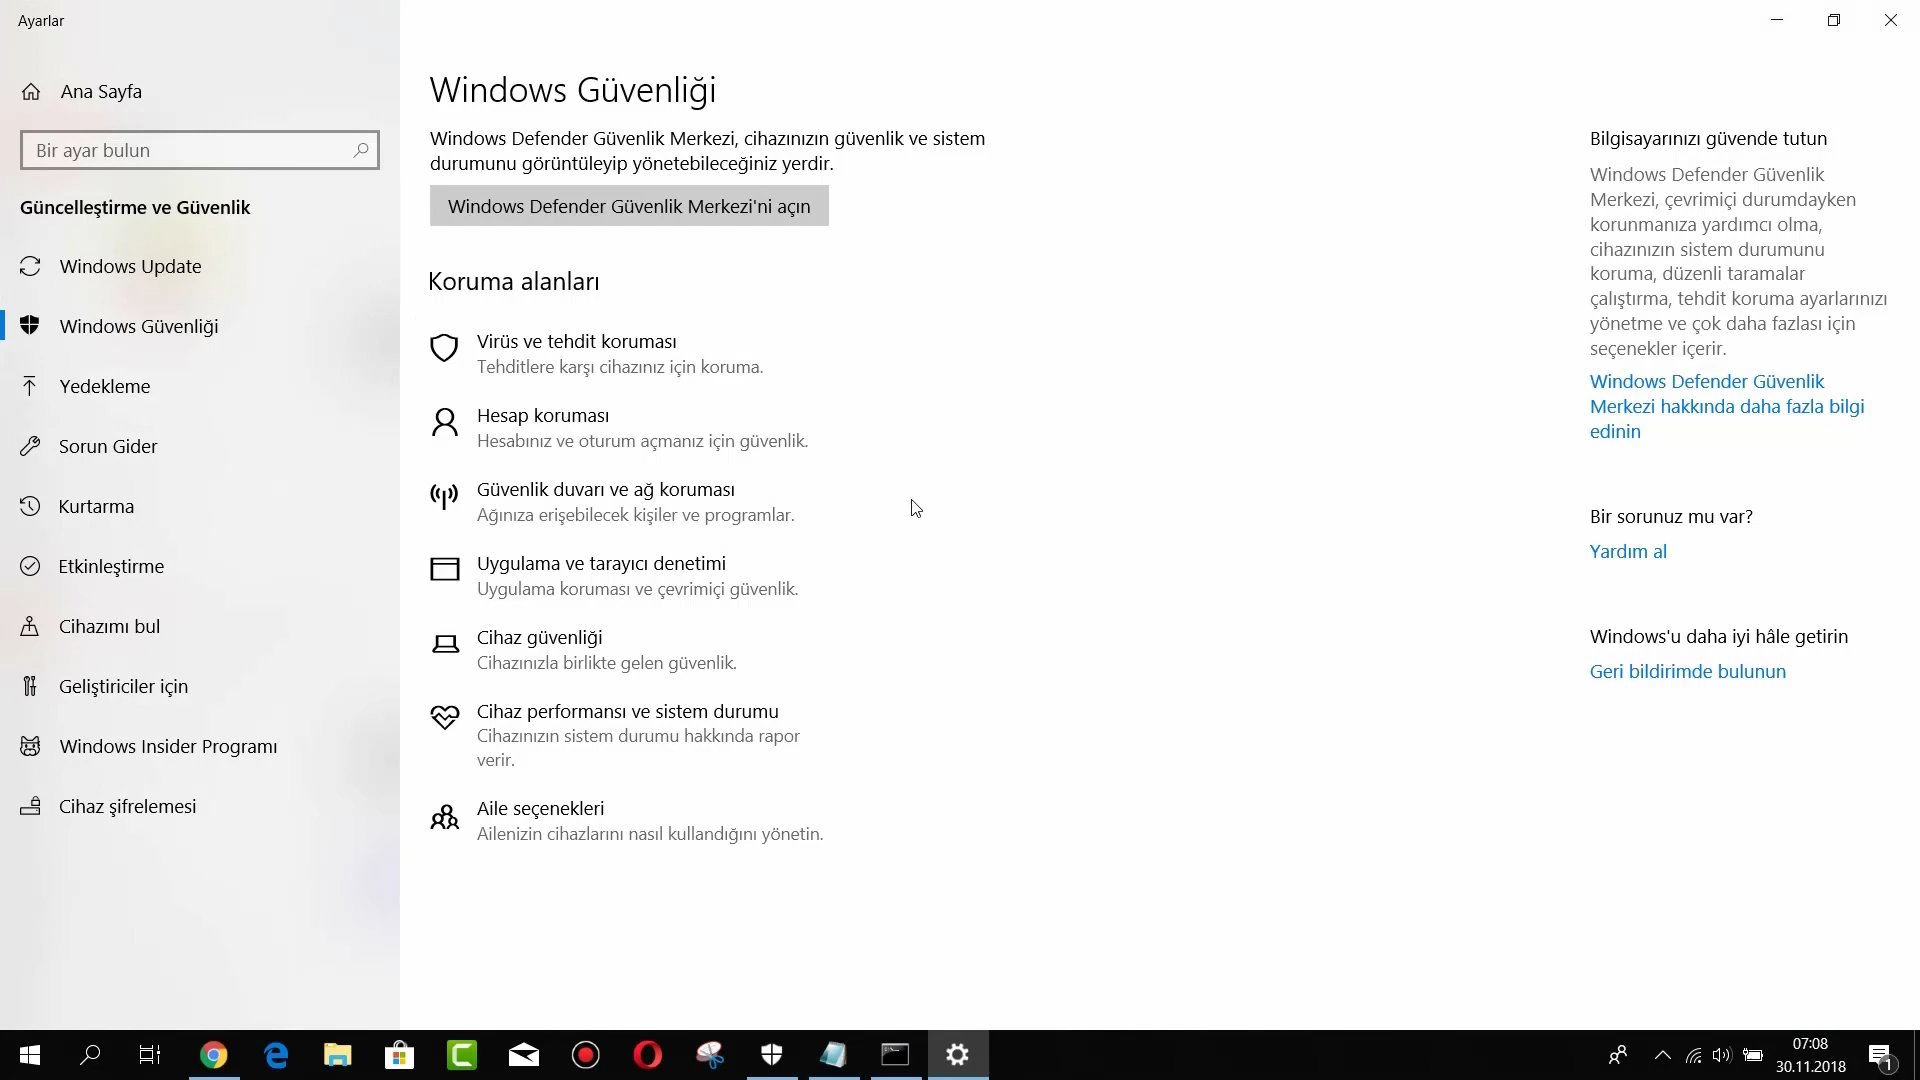 Ayarlar
Ana Sayfa
Bir ayar bulun
Güncelleştirme ve Güvenlik
Windows Update
Windows Güvenliği
Yedekleme
Sorun Gider
Kurtarma
Etkinleştirme
Cihazımı bul
Geliştiriciler için
Windows Insider Programı
Cihaz şifrelemesi
Windows Güvenliği
Windows Defender Güvenlik Merkezi, cihazınızın güvenlik ve sistem
durumunu görüntüleyip yönetebileceğiniz yerdir.
Windows Defender Güvenlik Merkezi'ni açın
Koruma alanları
Virüs ve tehdit koruması
Tehditlere karşı cihazınız için koruma.
Hesap koruması
Hesabınız ve oturum açmanız için güvenlik.
Güvenlik duvarı ve ağ koruması
Ağınıza erişebilecek kişiler ve programlar.
Uygulama ve tarayıcı denetimi
Uygulama koruması ve çevrimiçi güvenlik.
Cihaz güvenliği
Cihazınızla birlikte gelen güvenlik.
Cihaz performansı ve sistem durumu
Cihazınızın sistem durumu hakkında rapor
verir.
Aile seçenekleri
Ailenizin cihazlarını nasıl kullandığını yönetin.
Bilgisayarınızı güvende tutun
Windows Defender Güvenlik
Merkezi, çevrimiçi durumdayken
korunmanıza yardımcı olma,
cihazınızın sistem durumunu
koruma, düzenli taramalar
çalıştırma, tehdit koruma ayarlarınızı
yönetme ve çok daha fazlası için
seçenekler içerir.
Windows Defender Güvenlik
Merkezi hakkında daha fazla bilgi
edinin
Bir sorunuz mu var?
Yardım al
Windows'u daha iyi hâle getirin
Geri bildirimde bulunun
07:08
30.11.2018
1